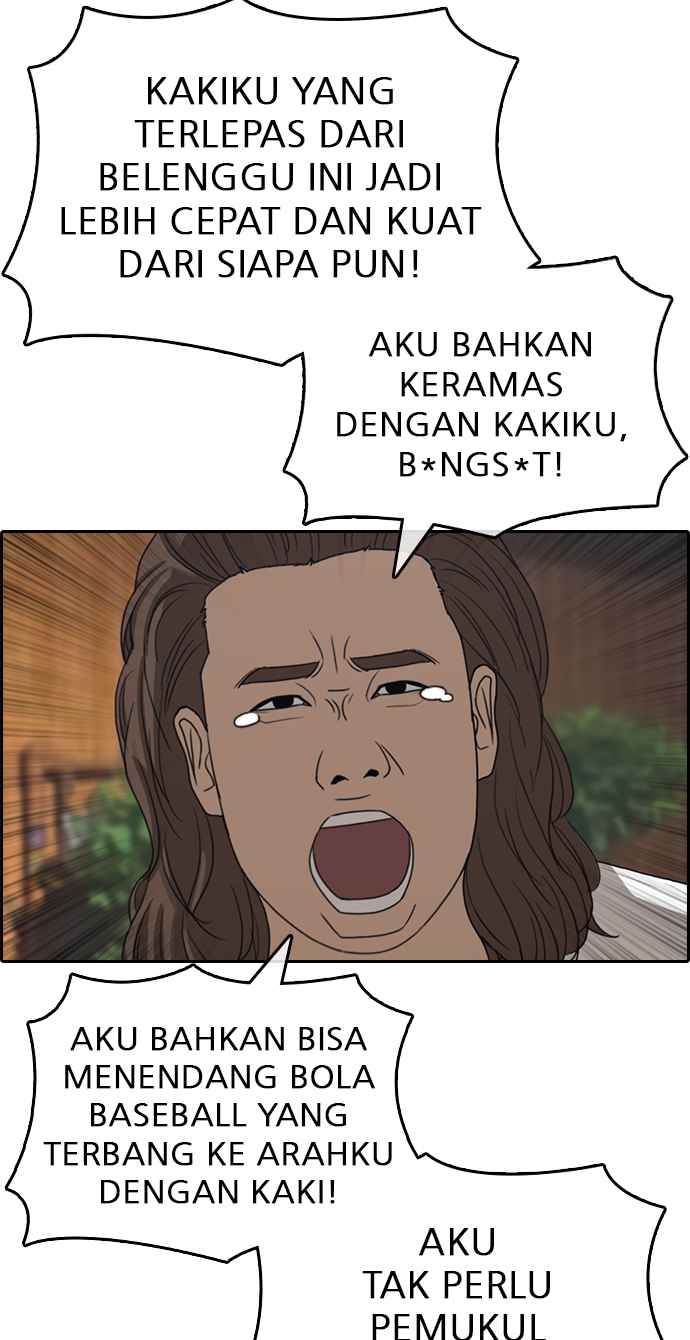 KAKIKU YANG
TERLEPAS DARI
BELENGGU INI JADI
LEBIH CEPAT DAN KUAT
DARI SIAPA PUN!
AKU BAHKAN
KERAMAS
DENGAN KAKIKU,
B*NGS*T!
AKU BAHKAN BISA
MENENDANG BOLA
BASEBALL YANG
TERBANG KE ARAHKU
DENGAN KAKI!
AKU
TAK PERLU
PEMUKUL